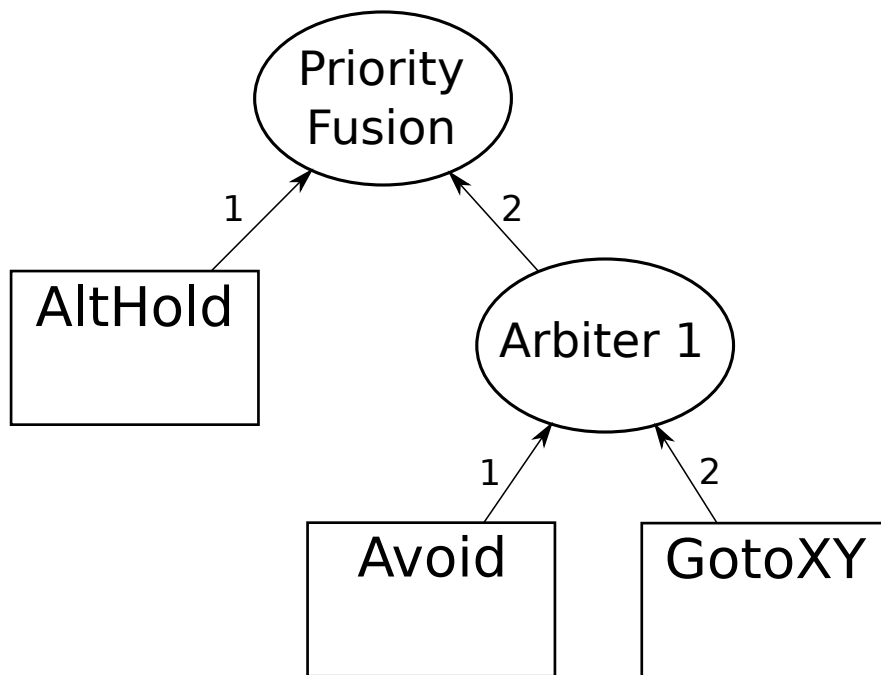 Priority
Fusion
1
2
AltHold
Arbiter 1
1
2
Avoid
GotoXY